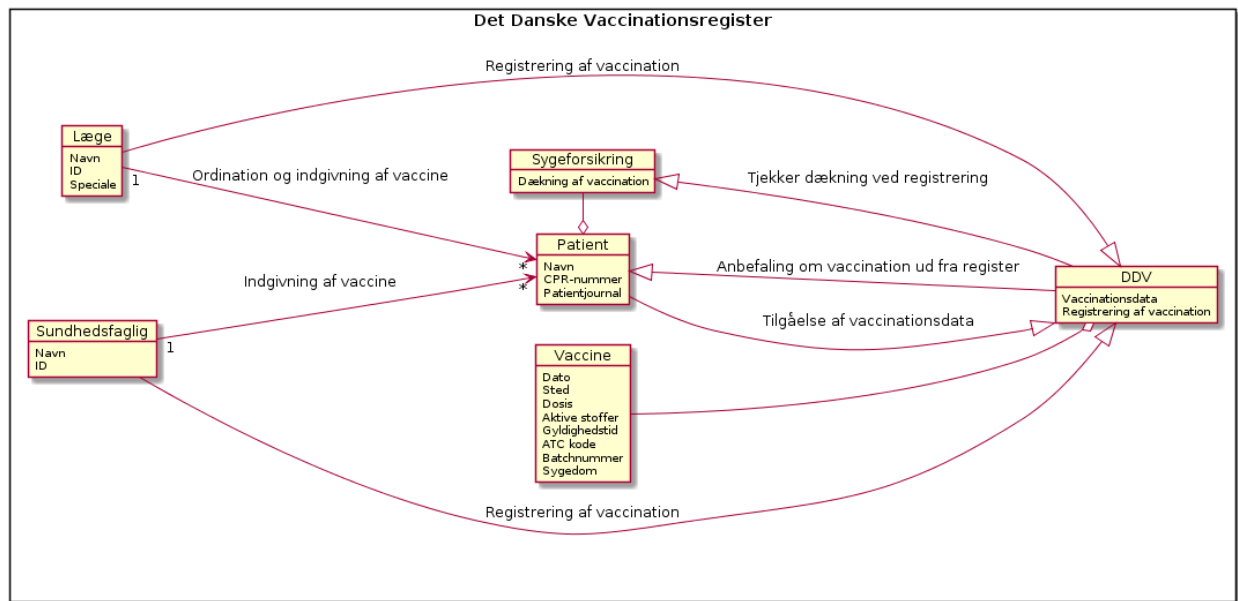 Det Danske Vaccinationsregister
Registrering af vaccination
Læge
Navn
ID
Speciale
1
Ordination og indgivning af vaccine
Sygeforsikring
Dækning af vaccination
Tjekker dækning ved registrering
Patient
Navn
CPR-nummer
Patientjournal
*
*
Anbefaling om vaccination ud fra register
DDV
Vaccinationsdata
Registrering af vaccination
Indgivning af vaccine
Tilgåelse af vaccinationsdata
Sundhedsfaglig
Navn
ID
1
Vaccine
Dato
Sted
Dosis
Aktive stoffer
Gyldighedstid
ATC kode
Batchnummer
Sygedom
Registrering af vaccination